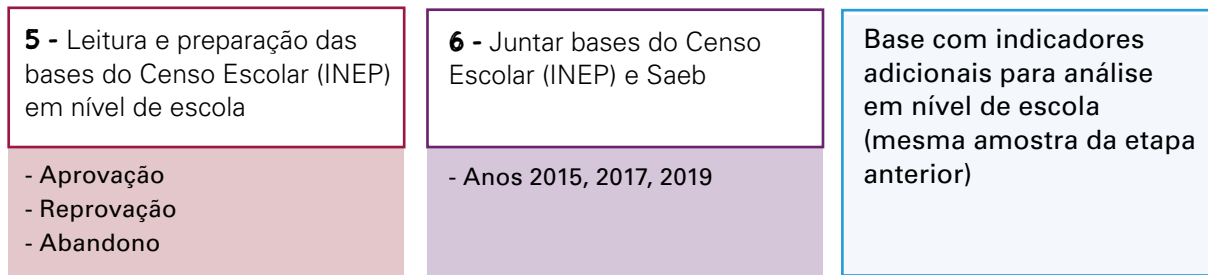 5 - Leitura e preparação das
bases do Censo Escolar (INEP)
em nível de escola
- Aprovação
- Reprovação
- Abandono
6 - Juntar bases do Censo
Escolar (INEP) e Saeb
- Anos 2015, 2017, 2019
Base com indicadores
adicionais para análise
em nível de escola
(mesma amostra da etapa
anterior)